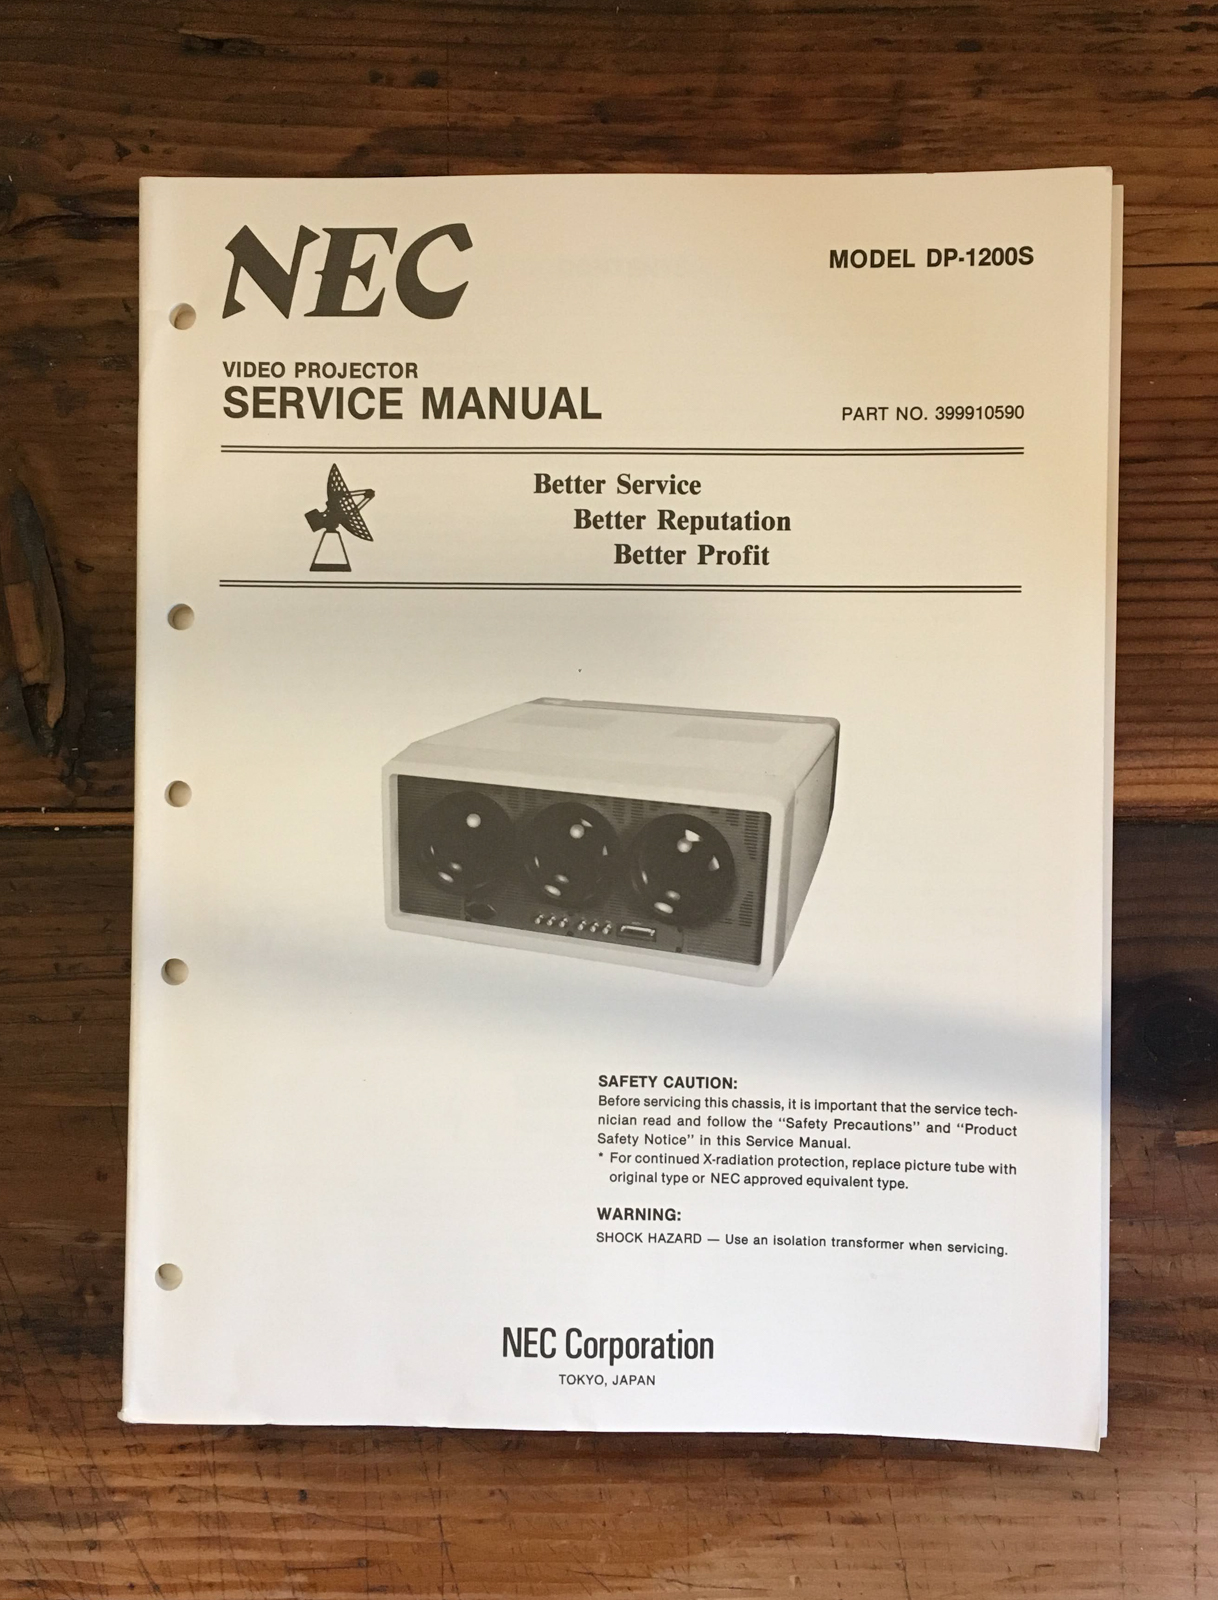 NEC
MODEL DP-1200S
VIDEO PROJECTOR
SERVICE MANUAL
PART NO. 399910590
Better Service
Better Reputation
Better Profit
SAFETY CAUTION:
Before servicing this chassis, it is important that the service tech-
nician read and follow the “Safety Precautions” and “Product
Safety Notice” in this Service Manual.
* For continued X-radiation protection, replace picture tube with
original type or NEC approved equivalent type.
WARNING:
SHOCK HAZARD — Use an isolation transformer when servicing.
NEC Corporation
TOKYO, JAPAN